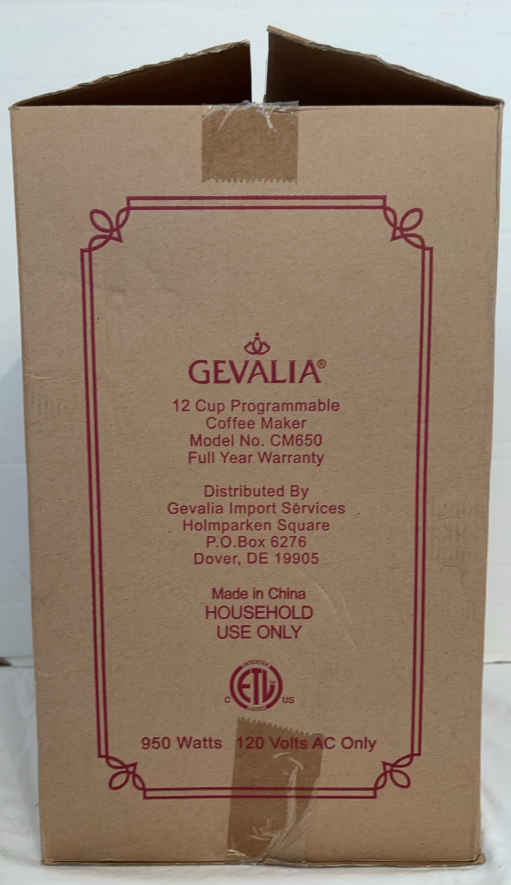 GEVALIA®
12 Cup Programmable
Coffee Maker
Model No. CM650
Full Year Warranty
Distributed By
Gevalia Import Services
Holmparken Square
P.O.Box 6276
Dover, DE 19905
Made in China
HOUSEHOLD
USE ONLY
C ETL US
950 Watts 120 Volts AC Only